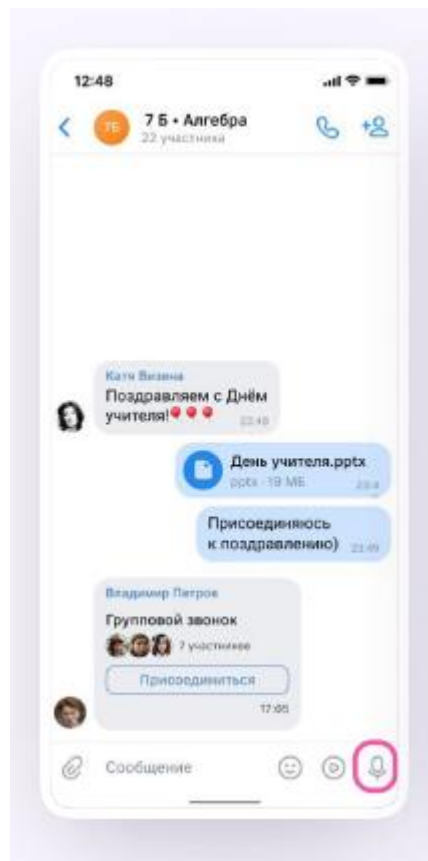 12:48
7Б
7 Б • Алгебра
22 участника
Катя Визина
Поздравляем с Днём
учителя!
22:48
День учителя.pptx
pptx · 19 МБ
Присоединяюсь
к поздравлению)
Владимир Петров
Групповой звонок
7 участников
Присоединиться
17:05
Сообщение